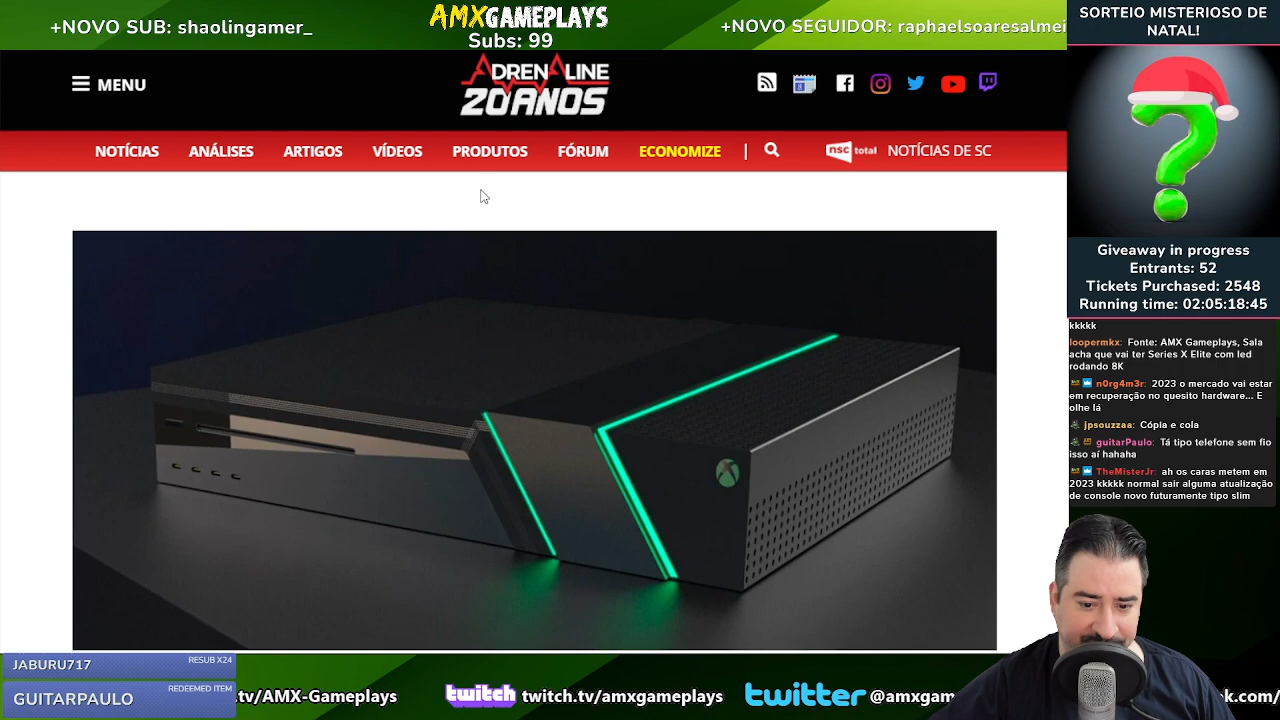 +NOVO SUB: shaolingamer_
AMXGAMEPLAYS
Subs: 99
+NOVO SEGUIDOR: raphaelsoaresalmei
SORTEIO MISTERIOSO DE
NATAL!
MENU
ADRENALINE
20 ANOS
NOTÍCIAS
ANÁLISES
ARTIGOS
VÍDEOS
PRODUTOS
FÓRUM
ECONOMIZE
|
nsc total
NOTÍCIAS DE SC
?
Giveaway in progress
Entrants: 52
Tickets Purchased: 2548
Running time: 02:05:18:45
kkkkk
loopermkx: Fonte: AMX Gameplays, Sala
acha que vai ter Series X Elite com led
rodando 8K
n0rg4m3r: 2023 o mercado vai estar
em recuperação no quesito hardware... E
olhe lá
jpsouzzaa: Cópia e cola
guitarPaulo: Tá tipo telefone sem fio
isso aí hahaha
TheMisterJr: ah os caras metem em
2023 kkkkk normal sair alguma atualização
de console novo futuramente tipo slim
JABURU717
RESUB X24
GUITARPAULO
REDEEMED ITEM
.tv/AMX-Gameplays
twitch
twitch.tv/amxgameplays
twitter
@amxgam
ok.com/